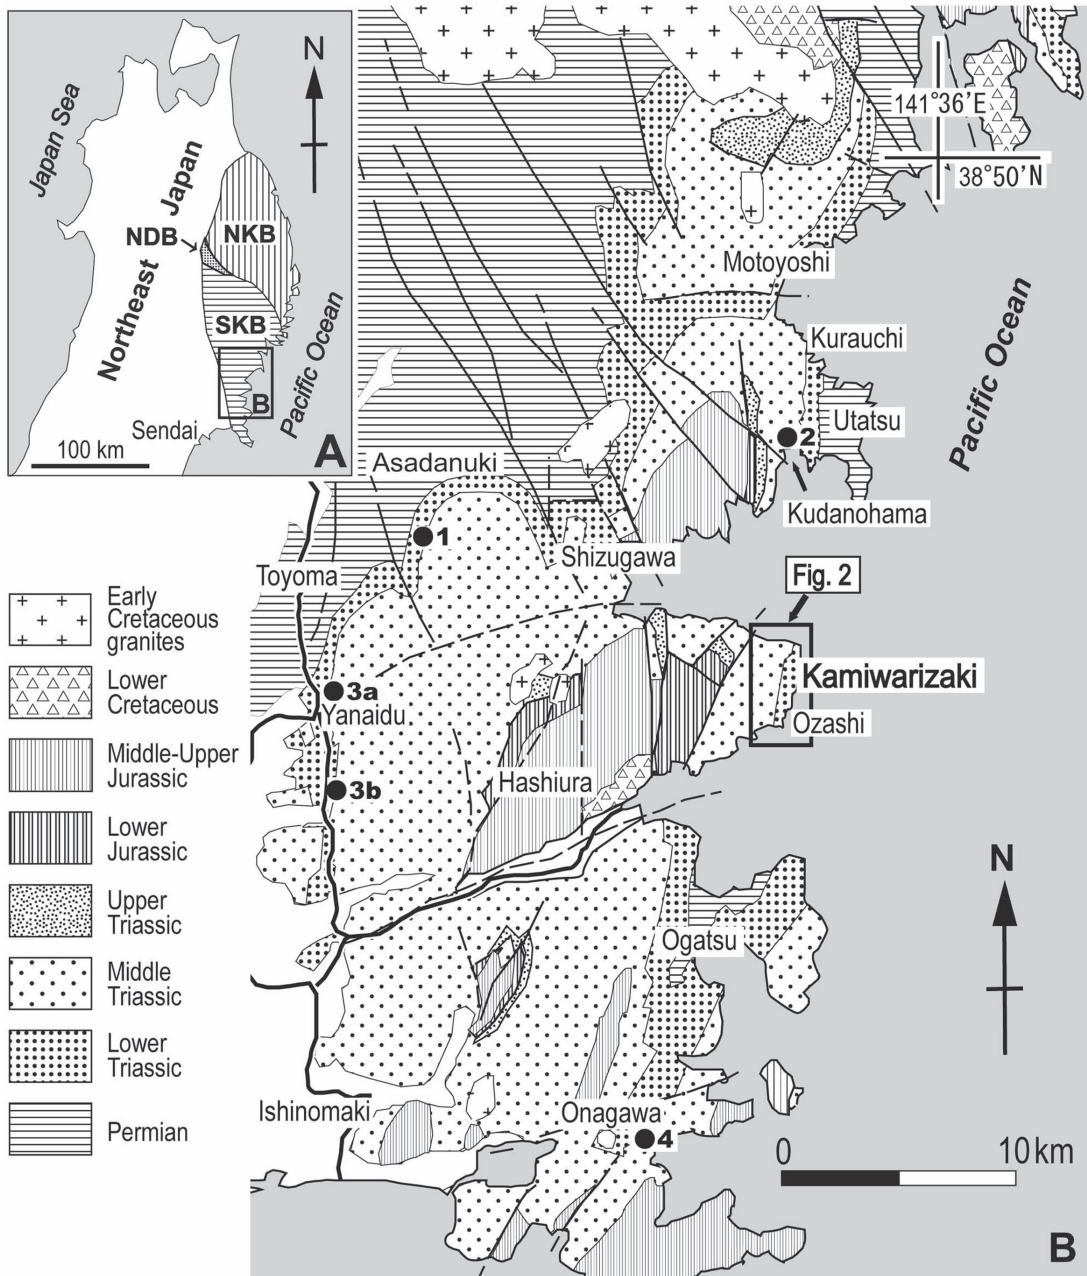 N
Japan Sea
Northeast Japan
NDB
NKB
SKB
B
Pacific Ocean
Sendai
100 km
A
141°36'E
38°50'N
Motoyoshi
Kurauchi
Pacific Ocean
Utatsu
2
Asadanuki
Kudanohama
1
Shizugawa
Toyoma
Fig. 2
Kamiwarizaki
3a
Yanaidu
Ozashi
Hashiura
3b
Ogatsu
N
Ishinomaki
Onagawa
4
0 10 km
B
Early
Cretaceous
granites
Lower
Cretaceous
Middle-Upper
Jurassic
Lower
Jurassic
Upper
Triassic
Middle
Triassic
Lower
Triassic
Permian